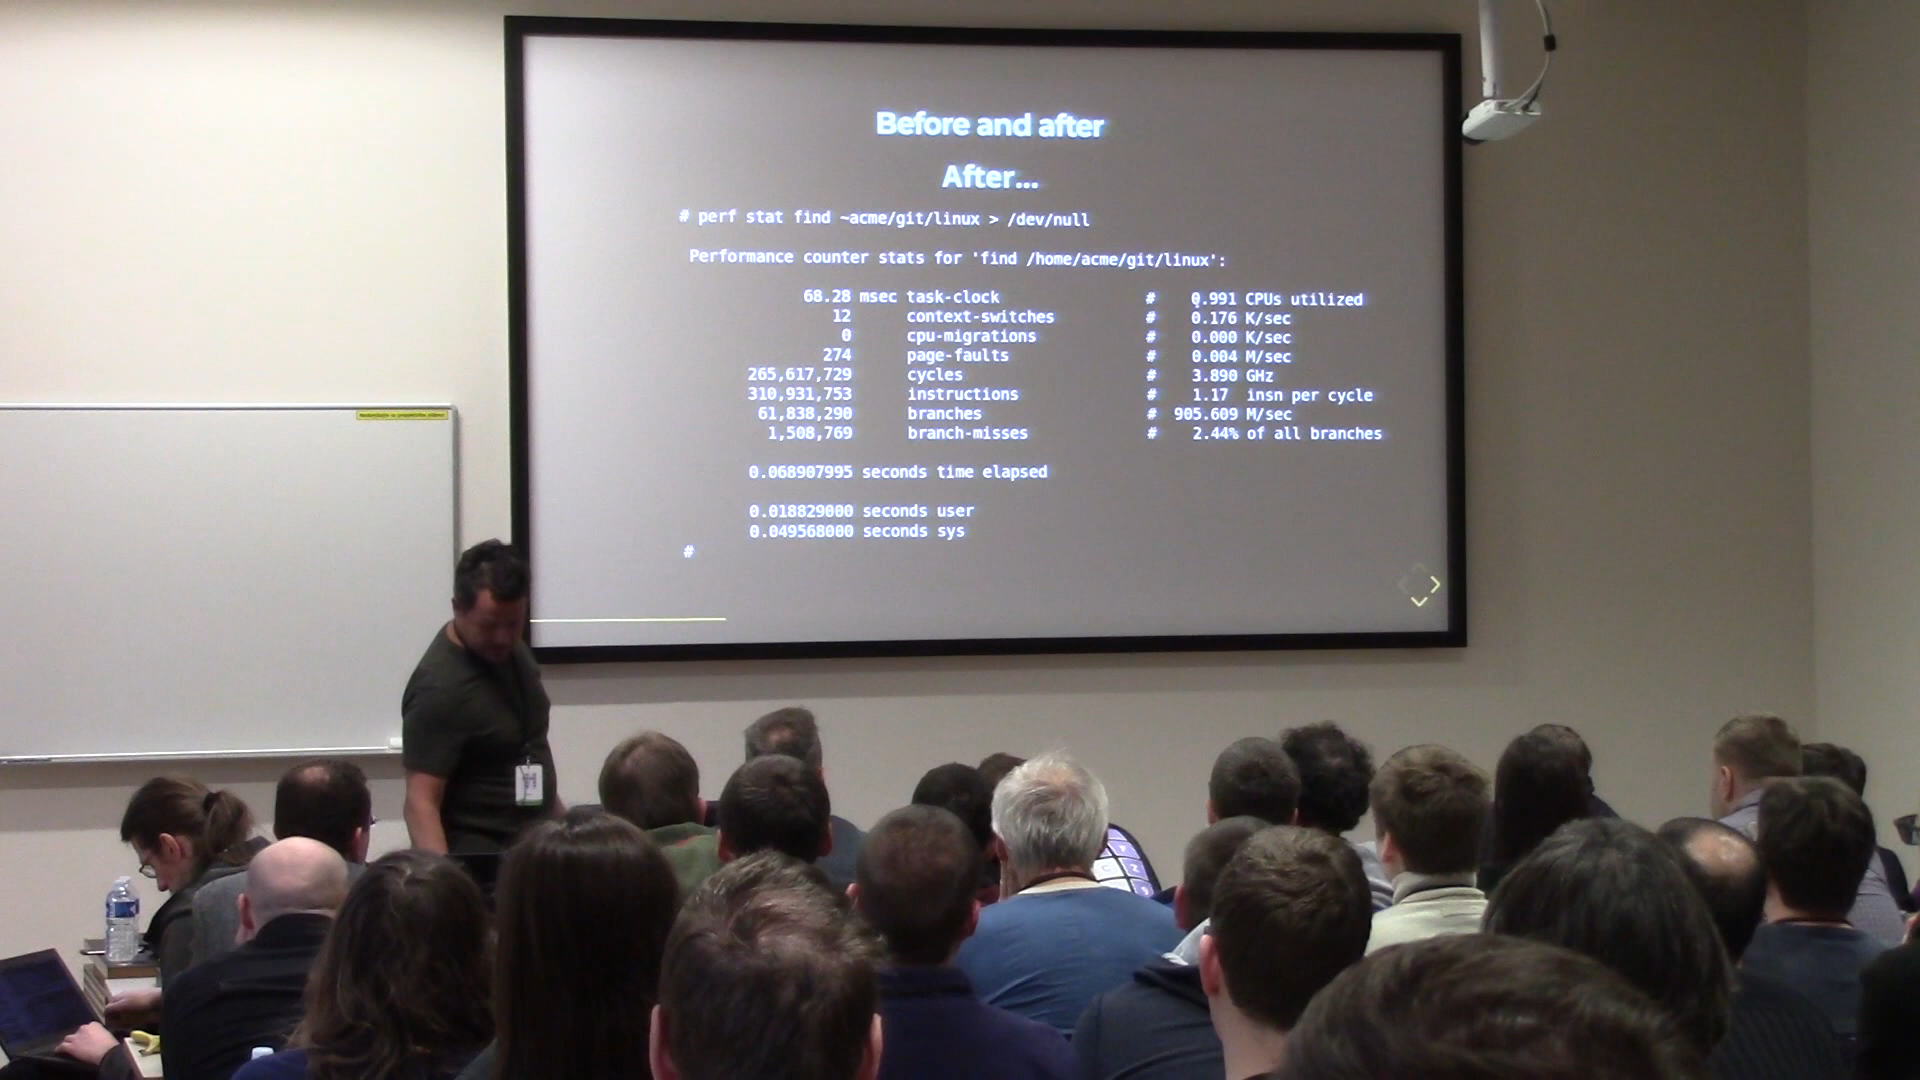 Before and after
After...
# perf stat find ~acme/git/linux > /dev/null
Performance counter stats for 'find /home/acme/git/linux':
68.28 msec task-clock # 0.991 CPUs utilized
12 context-switches # 0.176 K/sec
0 cpu-migrations # 0.000 K/sec
274 page-faults # 0.004 M/sec
265,617,729 cycles # 3.890 GHz
310,931,753 instructions # 1.17 insn per cycle
61,838,290 branches # 905.609 M/sec
1,508,769 branch-misses # 2.44% of all branches
0.068907995 seconds time elapsed
0.018829000 seconds user
0.049568000 seconds sys
#